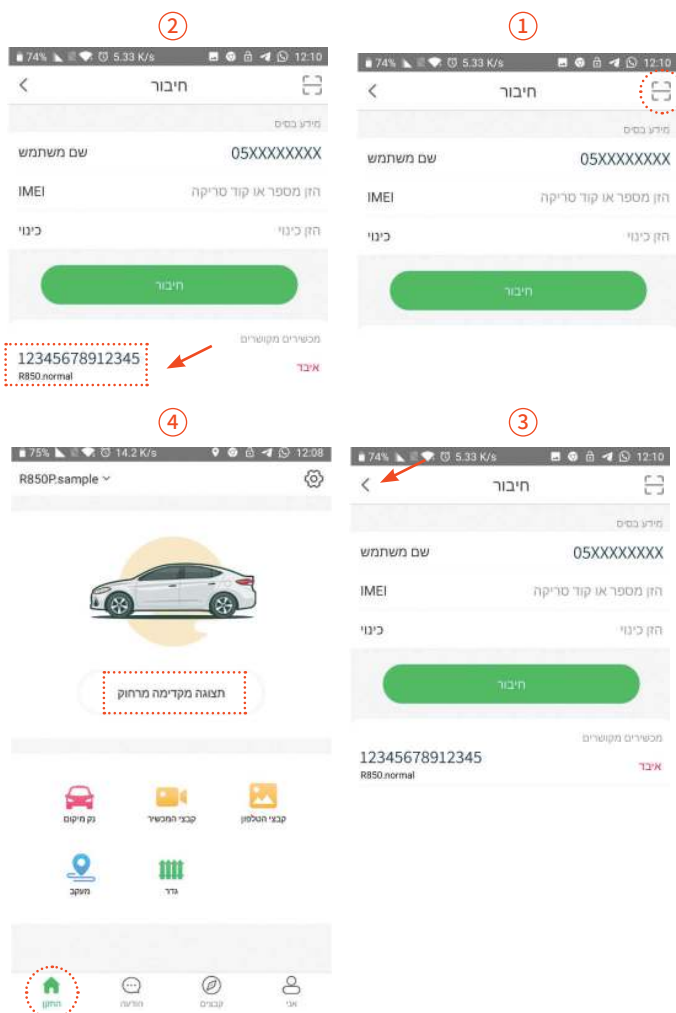 ①
74% 5.33 K/s 12:10
חיבור
מידע בסיס
שם משתמש 05XXXXXXXX
IMEI הזן מספר או קוד סריקה
כינוי הזן כינוי
חיבור
②
74% 5.33 K/s 12:10
חיבור
מידע בסיס
שם משתמש 05XXXXXXXX
IMEI הזן מספר או קוד סריקה
כינוי הזן כינוי
חיבור
מכשירים מקושרים
12345678912345
R850.normal
איבד
③
74% 5.33 K/s 12:10
חיבור
מידע בסיס
שם משתמש 05XXXXXXXX
IMEI הזן מספר או קוד סריקה
כינוי הזן כינוי
חיבור
מכשירים מקושרים
12345678912345
R850.normal
איבד
④
75% 14.2 K/s 12:08
R850P.sample
תצוגה מקדימה מרחוק
קבצי הטלפון
קבצי המכשיר
נק מיקום
גדר
מעקב
אני
קבצים
הודעה
התקן